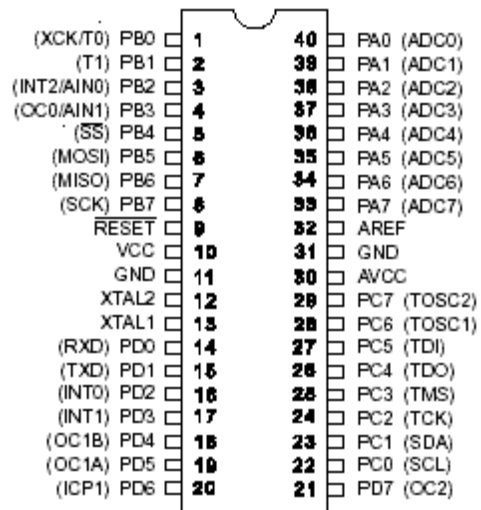 (XCK/T0) PB0 1 40 PA0 (ADC0)
(T1) PB1 2 39 PA1 (ADC1)
(INT2/AIN0) PB2 3 38 PA2 (ADC2)
(OC0/AIN1) PB3 4 37 PA3 (ADC3)
(SS) PB4 5 36 PA4 (ADC4)
(MOSI) PB5 6 35 PA5 (ADC5)
(MISO) PB6 7 34 PA6 (ADC6)
(SCK) PB7 8 33 PA7 (ADC7)
RESET 9 32 AREF
VCC 10 31 GND
GND 11 30 AVCC
XTAL2 12 29 PC7 (TOSC2)
XTAL1 13 28 PC6 (TOSC1)
(RXD) PD0 14 27 PC5 (TDI)
(TXD) PD1 15 26 PC4 (TDO)
(INT0) PD2 16 25 PC3 (TMS)
(INT1) PD3 17 24 PC2 (TCK)
(OC1B) PD4 18 23 PC1 (SDA)
(OC1A) PD5 19 22 PC0 (SCL)
(ICP1) PD6 20 21 PD7 (OC2)